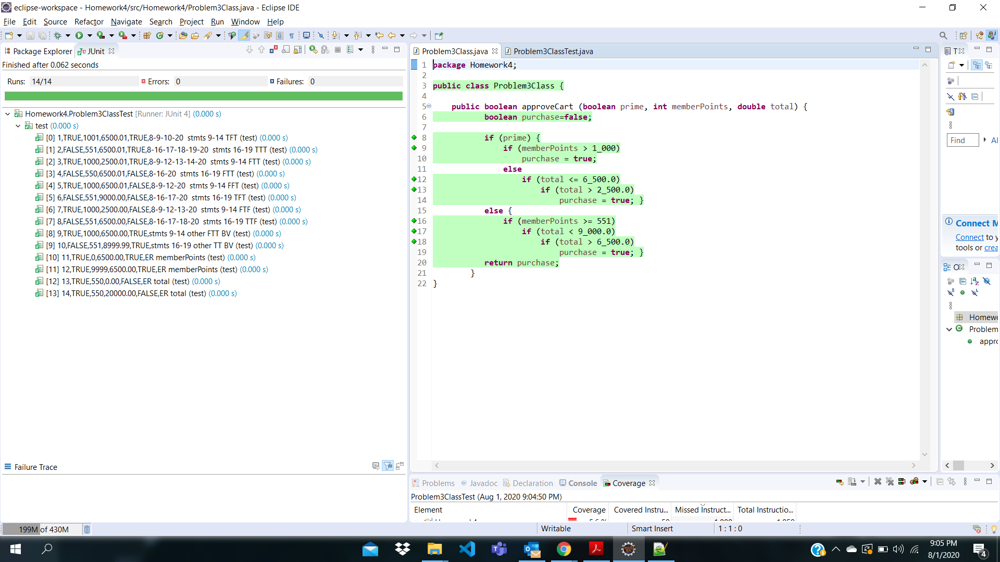 eclipse-workspace - Homework4/src/Homework4/Problem3Class.java - Eclipse IDE
File Edit Source Refactor Navigate Search Project Run Window Help
Package Explorer JUnit
Finished after 0.062 seconds
Runs: 14/14 Errors: 0 Failures: 0
Homework4.Problem3ClassTest [Runner: JUnit 4] (0.000 s)
test (0.000 s)
[0] 1,TRUE,1001,6500.01,TRUE,8-9-10-20 stmts 9-14 TFT (test) (0.000 s)
[1] 2,FALSE,551,6500.01,TRUE,8-16-17-18-19-20 stmts 16-19 TTT (test) (0.000 s)
[2] 3,TRUE,1000,2500.01,TRUE,8-9-12-13-14-20 stmts 9-14 FTT (test) (0.000 s)
[3] 4,FALSE,550,6500.01,FALSE,8-16-20 stmts 16-19 FTT (test) (0.000 s)
[4] 5,TRUE,1000,6500.01,FALSE,8-9-12-20 stmts 9-14 FFT (test) (0.000 s)
[5] 6,FALSE,551,9000.00,FALSE,8-16-17-20 stmts 16-19 TFT (test) (0.000 s)
[6] 7,TRUE,1000,2500.00,FALSE,8-9-12-13-20 stmts 9-14 FTF (test) (0.000 s)
[7] 8,FALSE,551,6500.00,FALSE,8-16-17-18-20 stmts 16-19 TTF (test) (0.000 s)
[8] 9,TRUE,1000,6500.00,TRUE,stmts 9-14 other FTT BV (test) (0.000 s)
[9] 10,FALSE,551,8999.99,TRUE,stmts 16-19 other TT BV (test) (0.000 s)
[10] 11,TRUE,0,6500.00,TRUE,ER memberPoints (test) (0.000 s)
[11] 12,TRUE,9999,6500.00,TRUE,ER memberPoints (test) (0.000 s)
[12] 13,TRUE,550,0.00,FALSE,ER total (test) (0.000 s)
[13] 14,TRUE,550,20000.00,FALSE,ER total (test) (0.000 s)
Failure Trace
Problem3Class.java Problem3ClassTest.java
1 package Homework4;
2
3 public class Problem3Class {
4
5 public boolean approveCart (boolean prime, int memberPoints, double total) {
6 boolean purchase=false;
7
8 if (prime) {
9 if (memberPoints > 1_000)
10 purchase = true;
11 else
12 if (total <= 6_500.0)
13 if (total > 2_500.0)
14 purchase = true; }
15 else {
16 if (memberPoints >= 551)
17 if (total < 9_000.0)
18 if (total > 6_500.0)
19 purchase = true; }
20 return purchase;
21 }
22 }
T
Find Al
Connect M
Connect to y
tools or crea
O
Homewo
Problem
appro
Problems Javadoc Declaration Console Coverage
Problem3ClassTest (Aug 1, 2020 9:04:50 PM)
Element Coverage Covered Instru... Missed Instruct... Total Instructio...
199M of 430M Writable Smart Insert 1 : 1 : 0
9:05 PM
8/1/2020
4